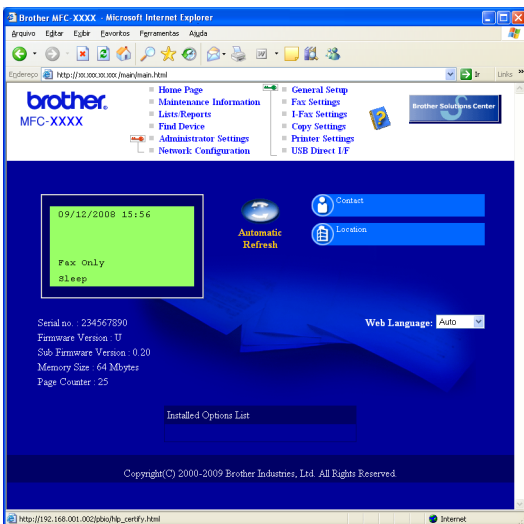 Brother MFC-XXXX - Microsoft Internet Explorer
Arquivo Editar Exibir Favoritos Ferramentas Ajuda
Endereço http://xx.xxx.xx.xxx /main/main.html Ir Links »
brother.
MFC-XXXX
Home Page
Maintenance Information
Lists/Reports
Find Device
Administrator Settings
Network Configuration
General Setup
Fax Settings
I-Fax Settings
Copy Settings
Printer Settings
USB Direct I/F
Brother Solutions Center
09/12/2008 15:56
Fax Only
Sleep
Automatic
Refresh
Contact
Location
Serial no. : 234567890
Firmware Version : U
Sub Firmware Version : 0.20
Memory Size : 64 Mbytes
Page Counter : 25
Web Language: Auto
Installed Options List
Copyright(C) 2000-2009 Brother Industries, Ltd. All Rights Reserved.
http://192.168.001.002/pbio/hlp_certify.html Internet